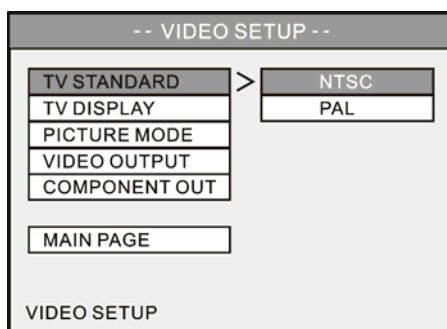 -- VIDEO SETUP --
TV STANDARD > NTSC
TV DISPLAY PAL
PICTURE MODE
VIDEO OUTPUT
COMPONENT OUT
MAIN PAGE
VIDEO SETUP